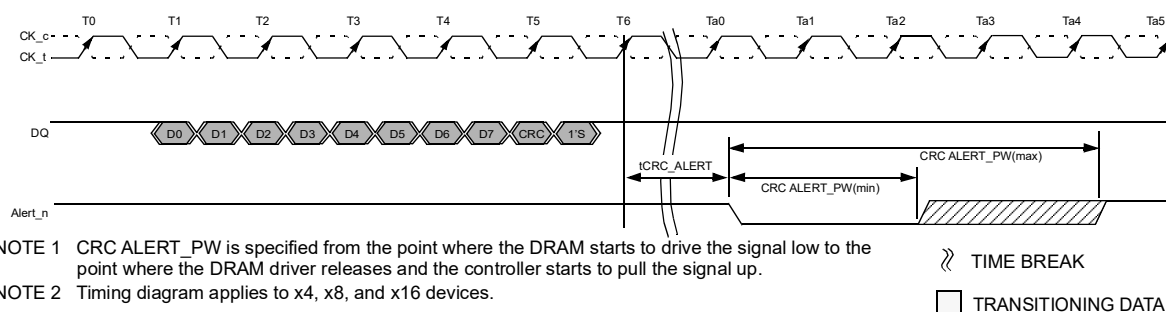 T0 T1 T2 T3 T4 T5 T6 Ta0 Ta1 Ta2 Ta3 Ta4 Ta5
CK_c
CK_t
DQ D0 D1 D2 D3 D4 D5 D6 D7 CRC 1'S
CRC ALERT_PW(max)
tCRC_ALERT
CRC ALERT_PW(min)
Alert_n
NOTE 1 CRC ALERT_PW is specified from the point where the DRAM starts to drive the signal low to the
point where the DRAM driver releases and the controller starts to pull the signal up.
NOTE 2 Timing diagram applies to x4, x8, and x16 devices.
TIME BREAK
TRANSITIONING DATA